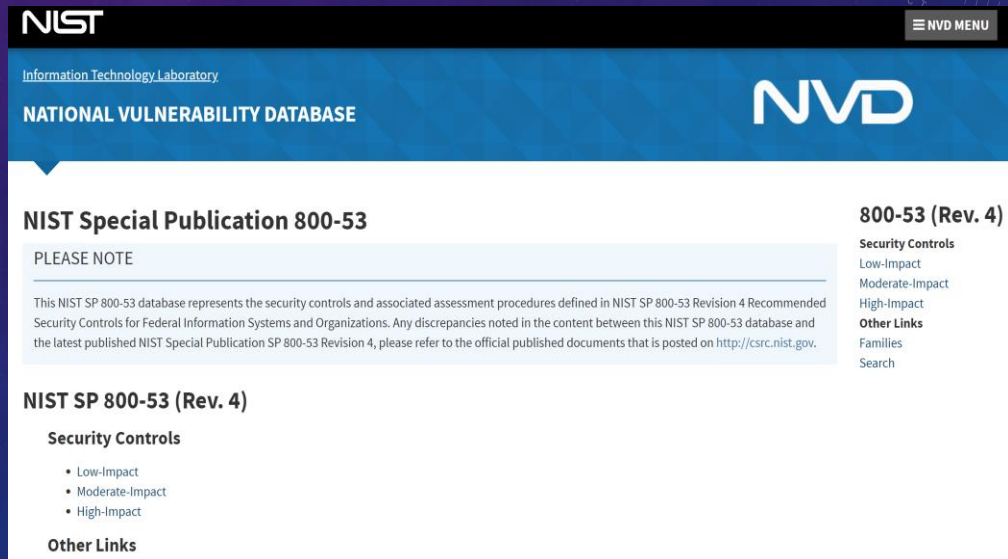 NIST
NVD MENU
Information Technology Laboratory
NATIONAL VULNERABILITY DATABASE
NVD
NIST Special Publication 800-53
PLEASE NOTE
This NIST SP 800-53 database represents the security controls and associated assessment procedures defined in NIST SP 800-53 Revision 4 Recommended
Security Controls for Federal Information Systems and Organizations. Any discrepancies noted in the content between this NIST SP 800-53 database and
the latest published NIST Special Publication SP 800-53 Revision 4, please refer to the official published documents that is posted on http://csrc.nist.gov.
NIST SP 800-53 (Rev. 4)
Security Controls
• Low-Impact
• Moderate-Impact
• High-Impact
Other Links
800-53 (Rev. 4)
Security Controls
Low-Impact
Moderate-Impact
High-Impact
Other Links
Families
Search